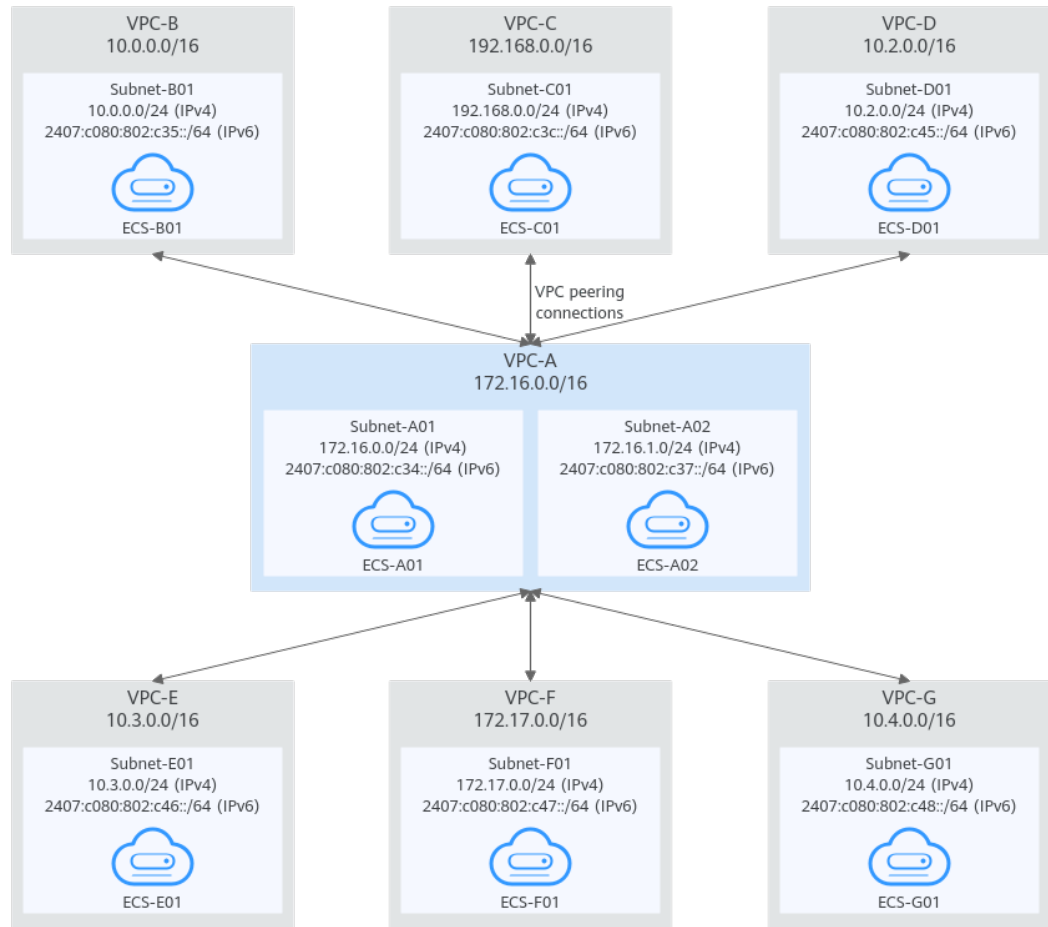 VPC-B
10.0.0.0/16
Subnet-B01
10.0.0.0/24 (IPv4)
2407:c080:802:c35::/64 (IPv6)
ECS-B01
VPC-C
192.168.0.0/16
Subnet-C01
192.168.0.0/24 (IPv4)
2407:c080:802:c3c::/64 (IPv6)
ECS-C01
VPC-D
10.2.0.0/16
Subnet-D01
10.2.0.0/24 (IPv4)
2407:c080:802:c45::/64 (IPv6)
ECS-D01
VPC peering
connections
VPC-A
172.16.0.0/16
Subnet-A01
172.16.0.0/24 (IPv4)
2407:c080:802:c34::/64 (IPv6)
ECS-A01
Subnet-A02
172.16.1.0/24 (IPv4)
2407:c080:802:c37::/64 (IPv6)
ECS-A02
VPC-E
10.3.0.0/16
Subnet-E01
10.3.0.0/24 (IPv4)
2407:c080:802:c46::/64 (IPv6)
ECS-E01
VPC-F
172.17.0.0/16
Subnet-F01
172.17.0.0/24 (IPv4)
2407:c080:802:c47::/64 (IPv6)
ECS-F01
VPC-G
10.4.0.0/16
Subnet-G01
10.4.0.0/24 (IPv4)
2407:c080:802:c48::/64 (IPv6)
ECS-G01